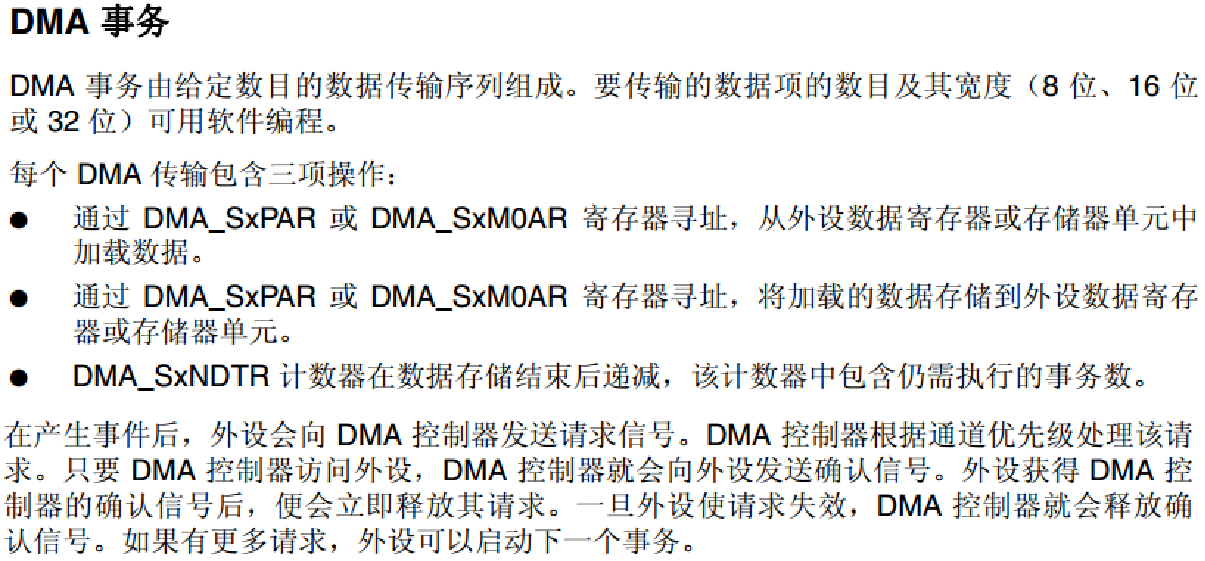 DMA 事务
DMA 事务由给定数目的数据传输序列组成。要传输的数据项的数目及其宽度（8 位、16 位
或 32 位）可用软件编程。
每个 DMA 传输包含三项操作：
● 通过 DMA_SxPAR 或 DMA_SxM0AR 寄存器寻址，从外设数据寄存器或存储器单元中
加载数据。
● 通过 DMA_SxPAR 或 DMA_SxM0AR 寄存器寻址，将加载的数据存储到外设数据寄存
器或存储器单元。
● DMA_SxNDTR 计数器在数据存储结束后递减，该计数器中包含仍需执行的事务数。
在产生事件后，外设会向 DMA 控制器发送请求信号。DMA 控制器根据通道优先级处理该请
求。只要 DMA 控制器访问外设，DMA 控制器就会向外设发送确认信号。外设获得 DMA 控
制器的确认信号后，便会立即释放其请求。一旦外设使请求失效，DMA 控制器就会释放确
认信号。如果有更多请求，外设可以启动下一个事务。